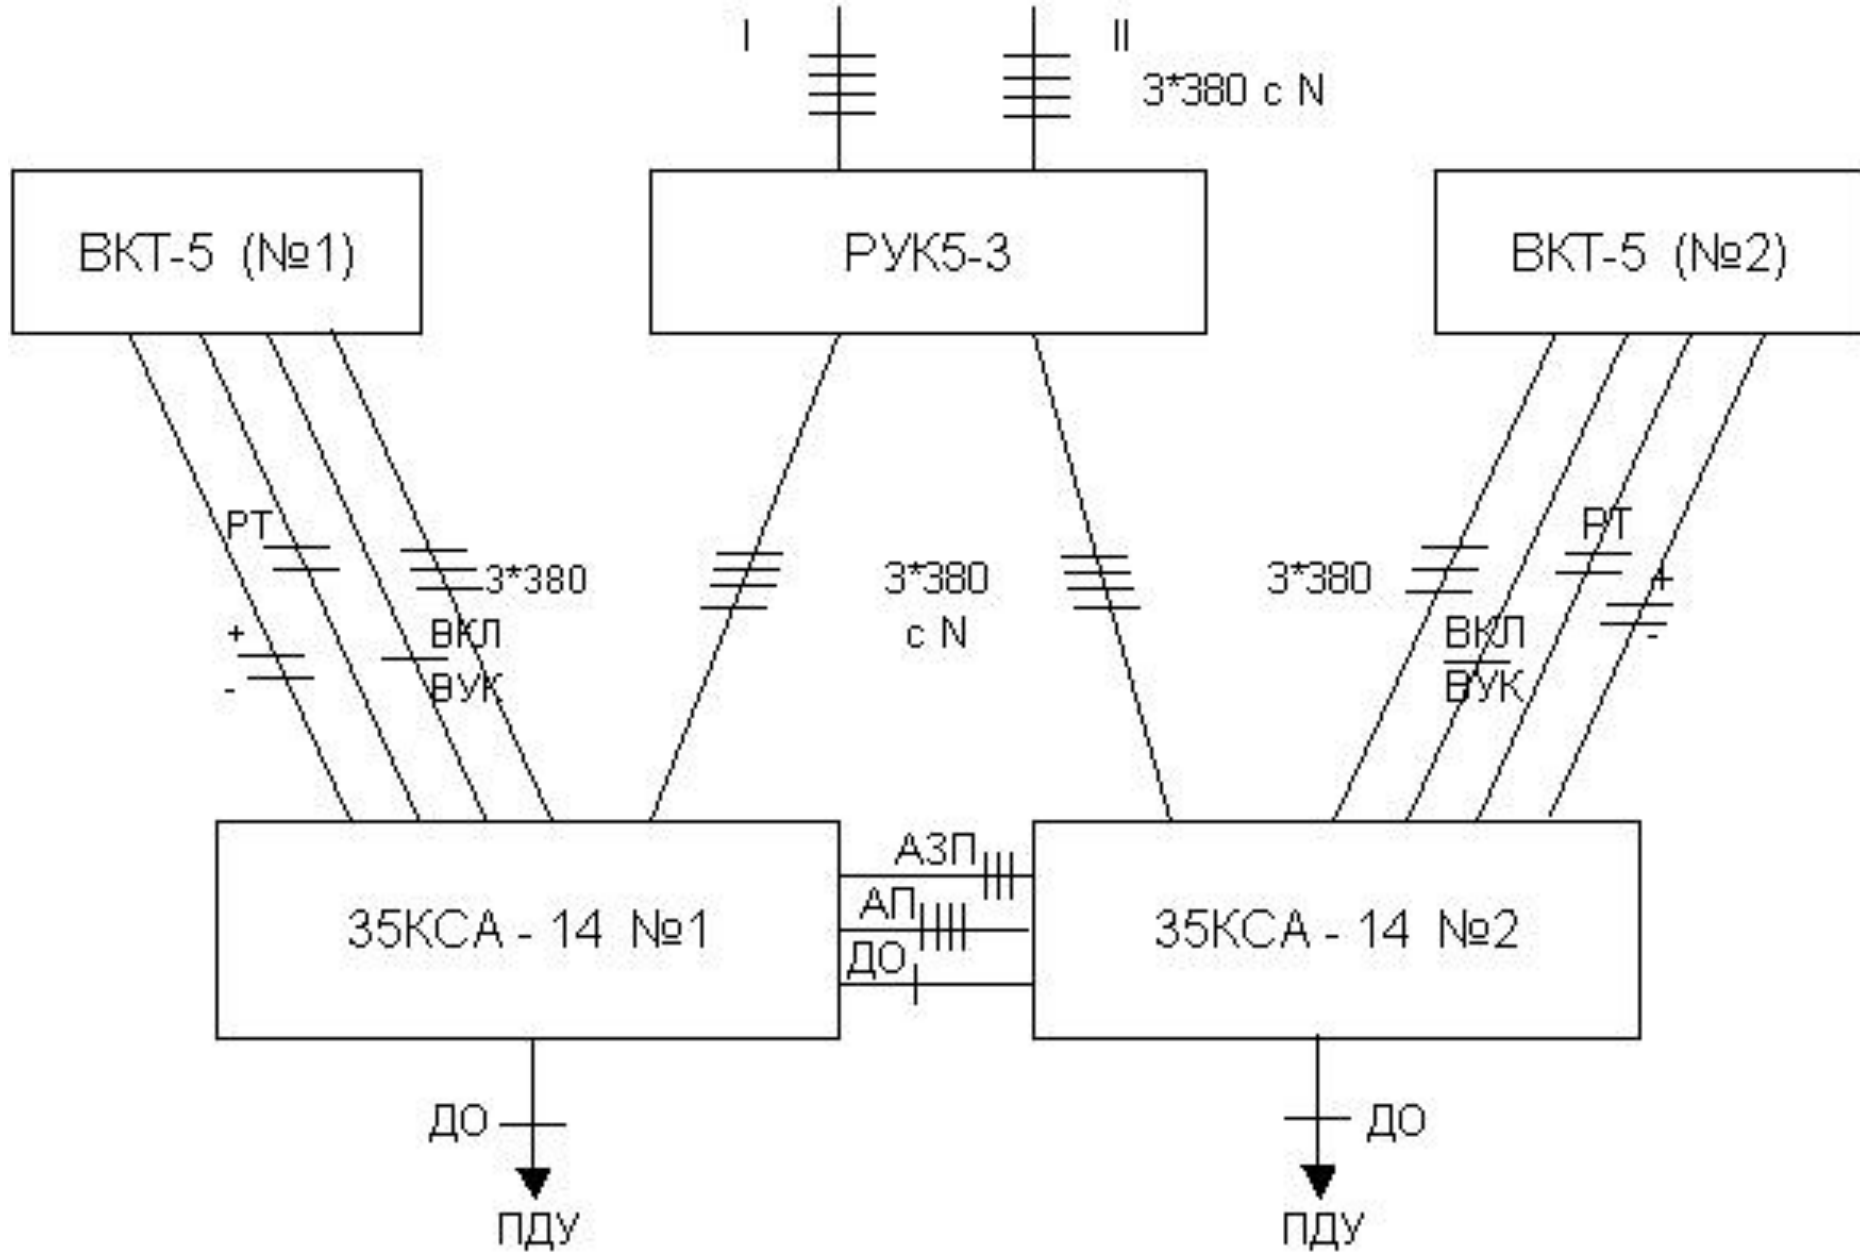 I
II
3*380 с N
ВКТ-5 (№1)
РУК5-3
ВКТ-5 (№2)
РТ
3*380
+
-
ВКЛ
ВУК
3*380
с N
3*380
РТ
+
-
ВКЛ
ВУК
АЗП
АП
ДО
35КСА - 14 №1
35КСА - 14 №2
ДО
ДО
ПДУ
ПДУ